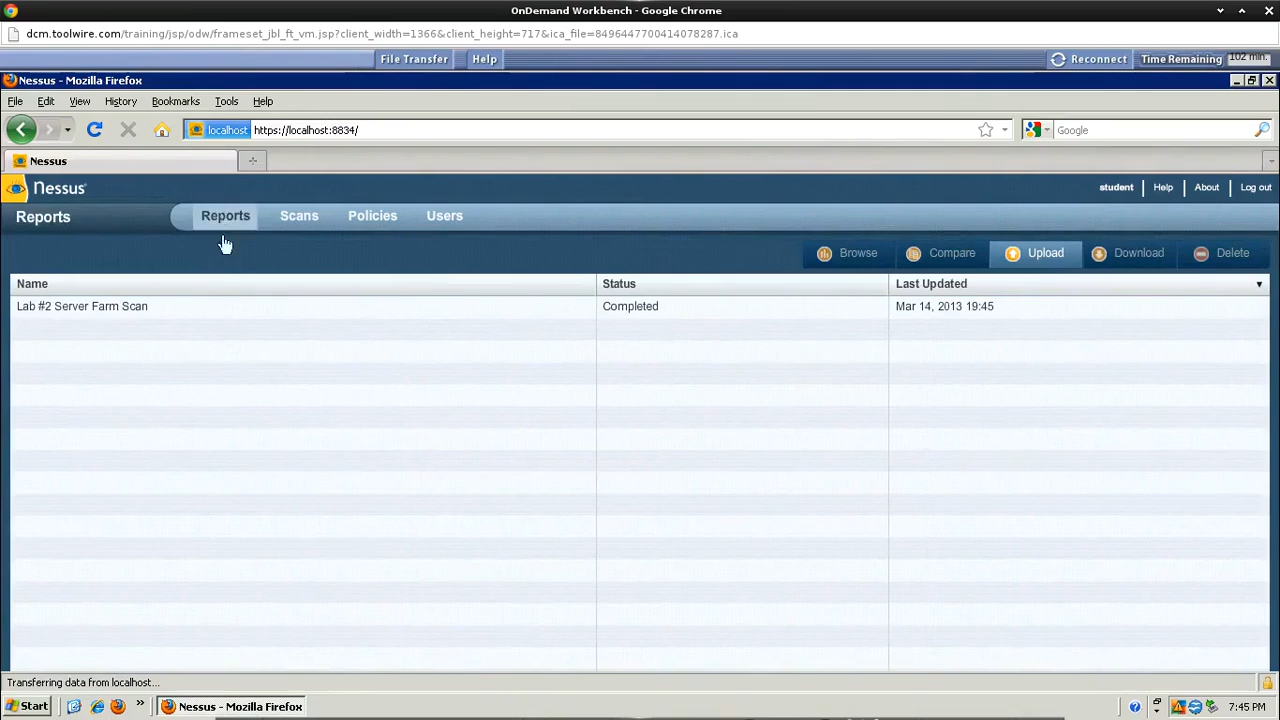 OnDemand Workbench - Google Chrome
dcm.toolwire.com/training/jsp/odw/frameset_jbl_ft_vm.jsp?client_width=1366&client_height=717&ica_file=8496447700414078287.ica
File Transfer Help Reconnect Time Remaining 102 min.
Nessus - Mozilla Firefox
File Edit View History Bookmarks Tools Help
localhost https://localhost:8834/ Google
Nessus
Nessus student Help About Log out
Reports Reports Scans Policies Users
Browse Compare Upload Download Delete
Name Status Last Updated
Lab #2 Server Farm Scan Completed Mar 14, 2013 19:45
Transferring data from localhost...
Start Nessus - Mozilla Firefox 7:45 PM